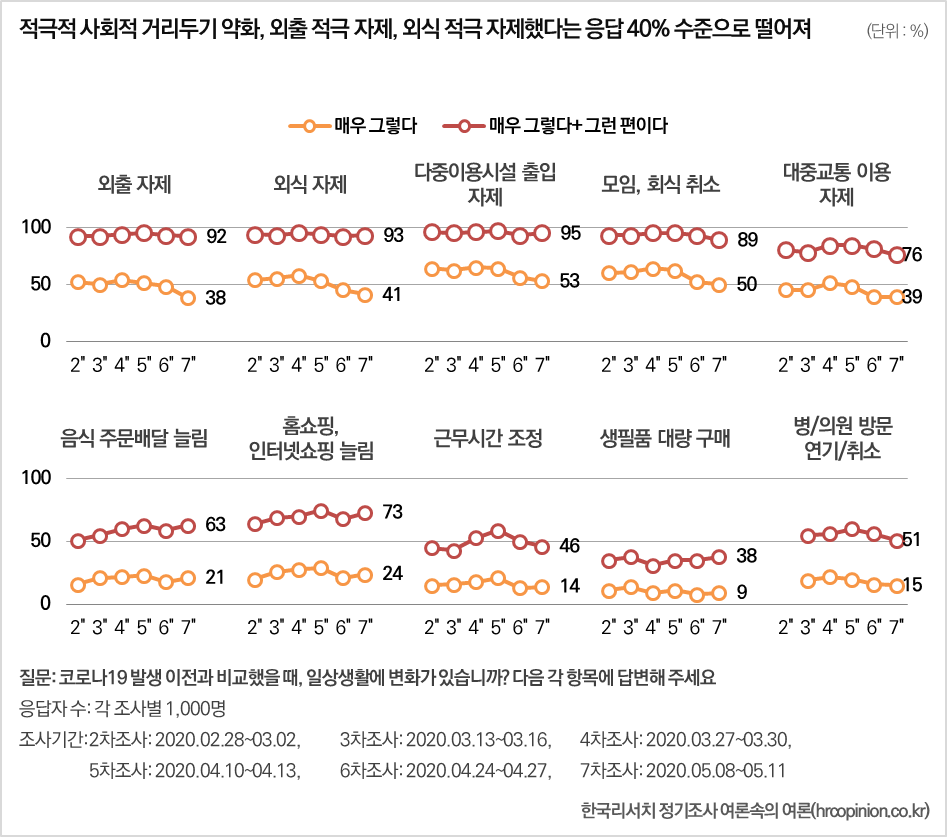 적극적 사회적 거리두기 약화, 외출 적극 자제, 외식 적극 자제했다는 응답 40% 수준으로 떨어져
(단위 : %)
매우 그렇다 매우 그렇다+ 그런 편이다
외출 자제
외식 자제
다중이용시설 출입
자제
모임, 회식 취소
대중교통 이용
자제
100
50
0
92
38
93
41
95
53
89
50
76
39
2" 3" 4" 5" 6" 7"
2" 3" 4" 5" 6" 7"
2" 3" 4" 5" 6" 7"
2" 3" 4" 5" 6" 7"
2" 3" 4" 5" 6" 7"
음식 주문배달 늘림
홈쇼핑,
인터넷쇼핑 늘림
근무시간 조정
생필품 대량 구매
병/의원 방문
연기/취소
100
50
0
63
21
73
24
46
14
38
9
51
15
2" 3" 4" 5" 6" 7"
2" 3" 4" 5" 6" 7"
2" 3" 4" 5" 6" 7"
2" 3" 4" 5" 6" 7"
2" 3" 4" 5" 6" 7"
질문: 코로나19 발생 이전과 비교했을 때, 일상생활에 변화가 있습니까? 다음 각 항목에 답변해 주세요
응답자 수: 각 조사별 1,000명
조사기간: 2차조사: 2020.02.28~03.02, 3차조사: 2020.03.13~03.16, 4차조사: 2020.03.27~03.30,
5차조사: 2020.04.10~04.13, 6차조사: 2020.04.24~04.27, 7차조사: 2020.05.08~05.11
한국리서치 정기조사 여론속의 여론(hrcopinion.co.kr)